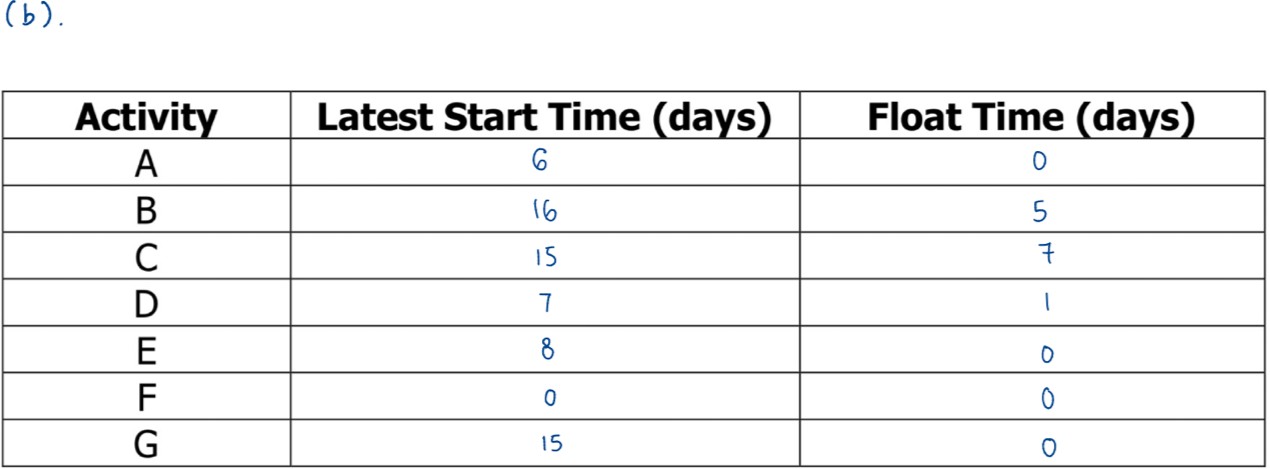 (b).
Activity Latest Start Time (days) Float Time (days)
A 6 0
B 16 5
C 15 7
D 7 1
E 8 0
F 0 0
G 15 0